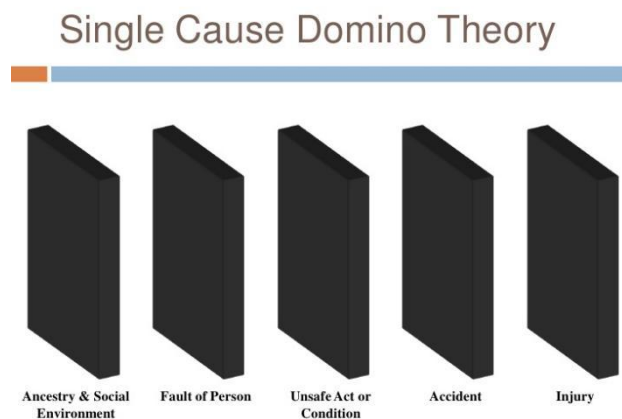 Single Cause Domino Theory
Ancestry & Social
Environment
Fault of Person
Unsafe Act or
Condition
Accident
Injury